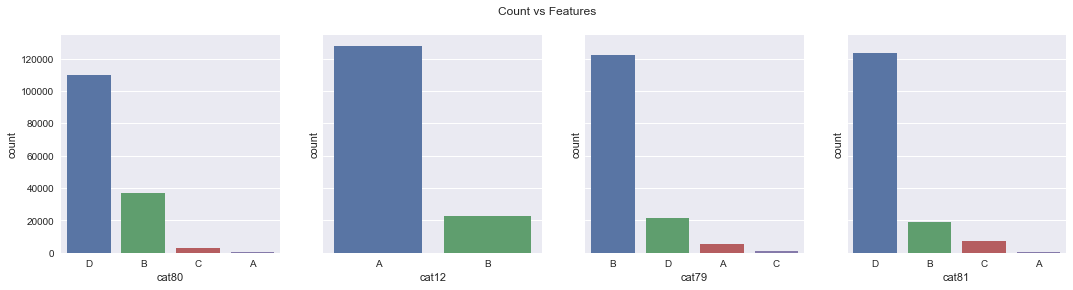 Count vs Features
120000
100000
80000
60000
40000
20000
0
count
D B C A
cat80
count
A B
cat12
count
B D A C
cat79
count
D B C A
cat81